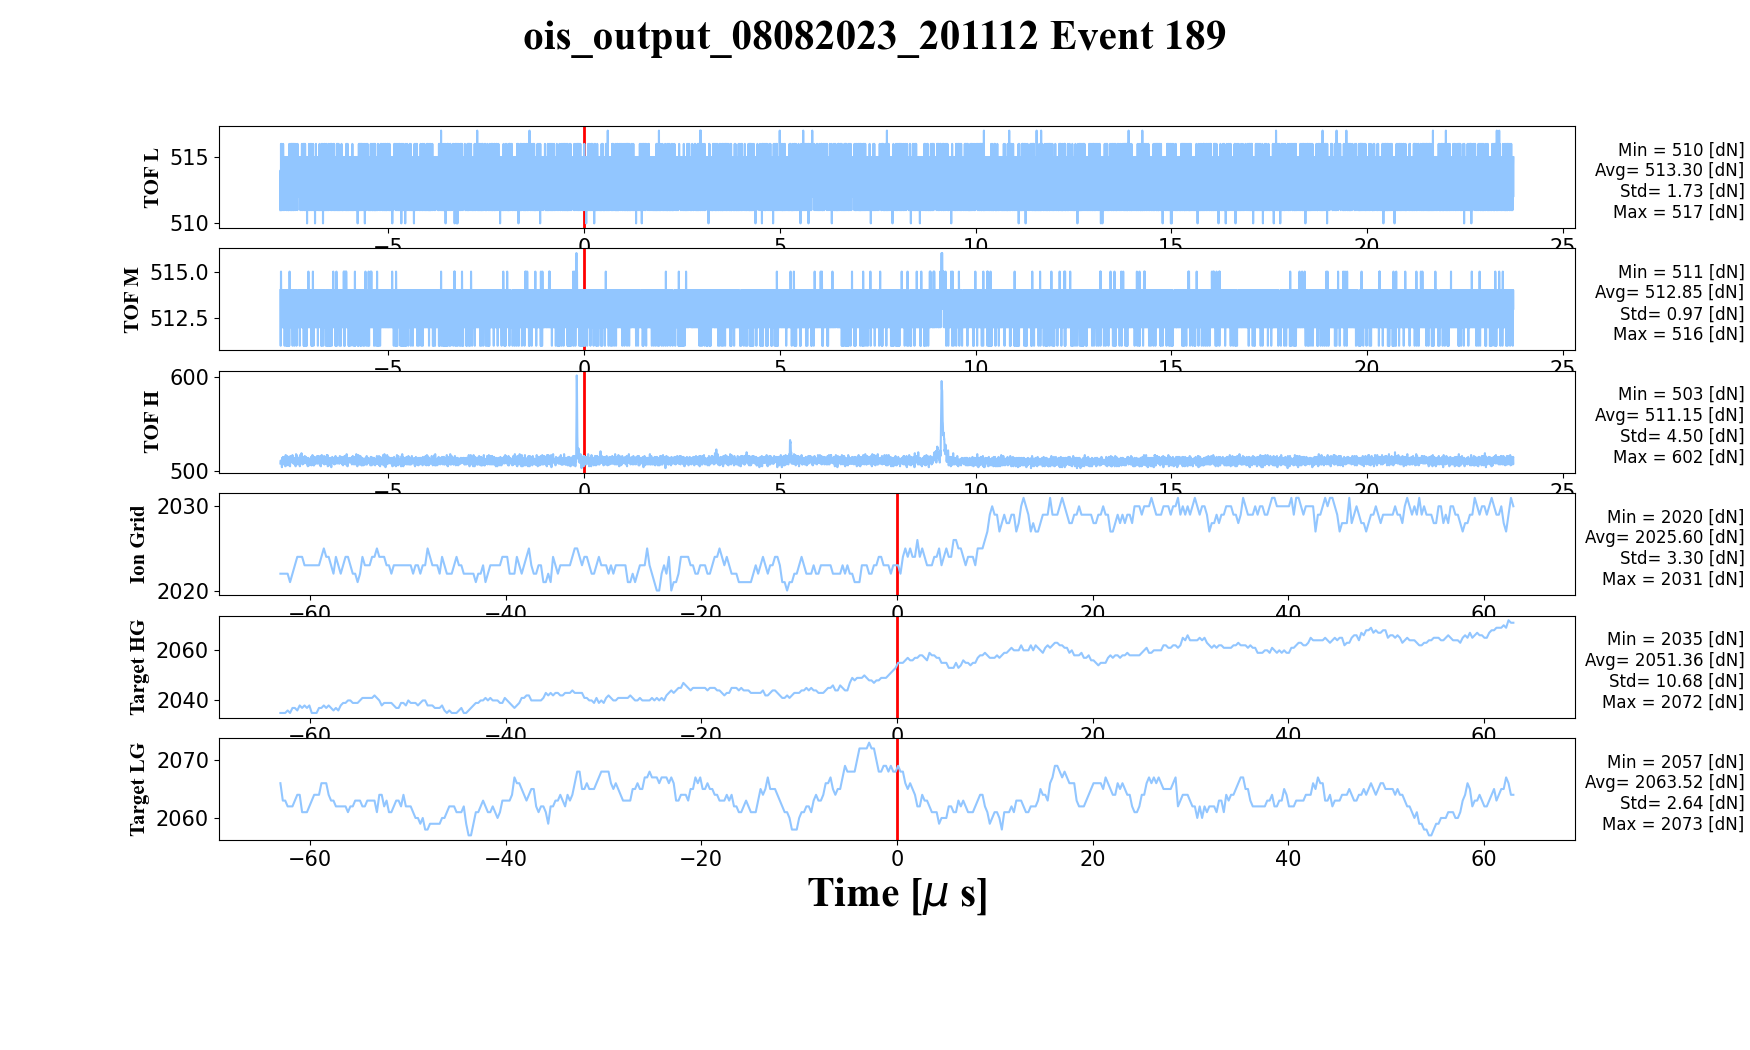 ois_output_08082023_201112 Event 189
TOF L
515
510
−5
0
5
10
15
20
25
Min = 510 [dN]
Avg= 513.30 [dN]
Std= 1.73 [dN]
Max = 517 [dN]
TOF M
515.0
512.5
−5
0
5
10
15
20
25
Min = 511 [dN]
Avg= 512.85 [dN]
Std= 0.97 [dN]
Max = 516 [dN]
TOF H
600
500
−5
0
5
10
15
20
25
Min = 503 [dN]
Avg= 511.15 [dN]
Std= 4.50 [dN]
Max = 602 [dN]
Ion Grid
2030
2020
−60
−40
−20
0
20
40
60
Min = 2020 [dN]
Avg= 2025.60 [dN]
Std= 3.30 [dN]
Max = 2031 [dN]
Target HG
2060
2040
−60
−40
−20
0
20
40
60
Min = 2035 [dN]
Avg= 2051.36 [dN]
Std= 10.68 [dN]
Max = 2072 [dN]
Target LG
2070
2060
−60
−40
−20
0
20
40
60
Min = 2057 [dN]
Avg= 2063.52 [dN]
Std= 2.64 [dN]
Max = 2073 [dN]
Time [μ s]